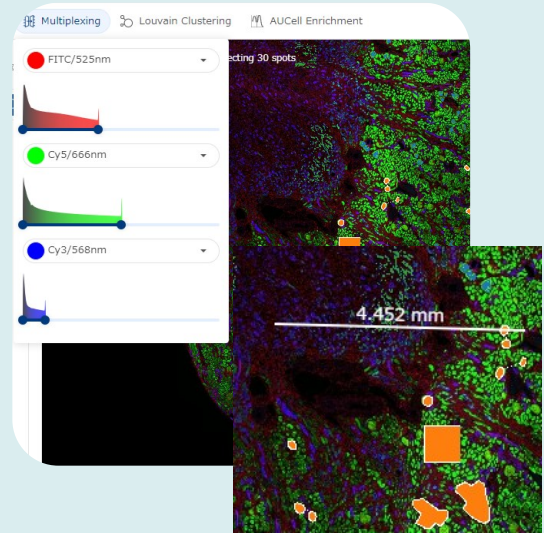 Multiplexing
Louvain Clustering
AUCell Enrichment
FITC/525nm
ecting 30 spots
Cy5/666nm
Cy3/568nm
4.452 mm